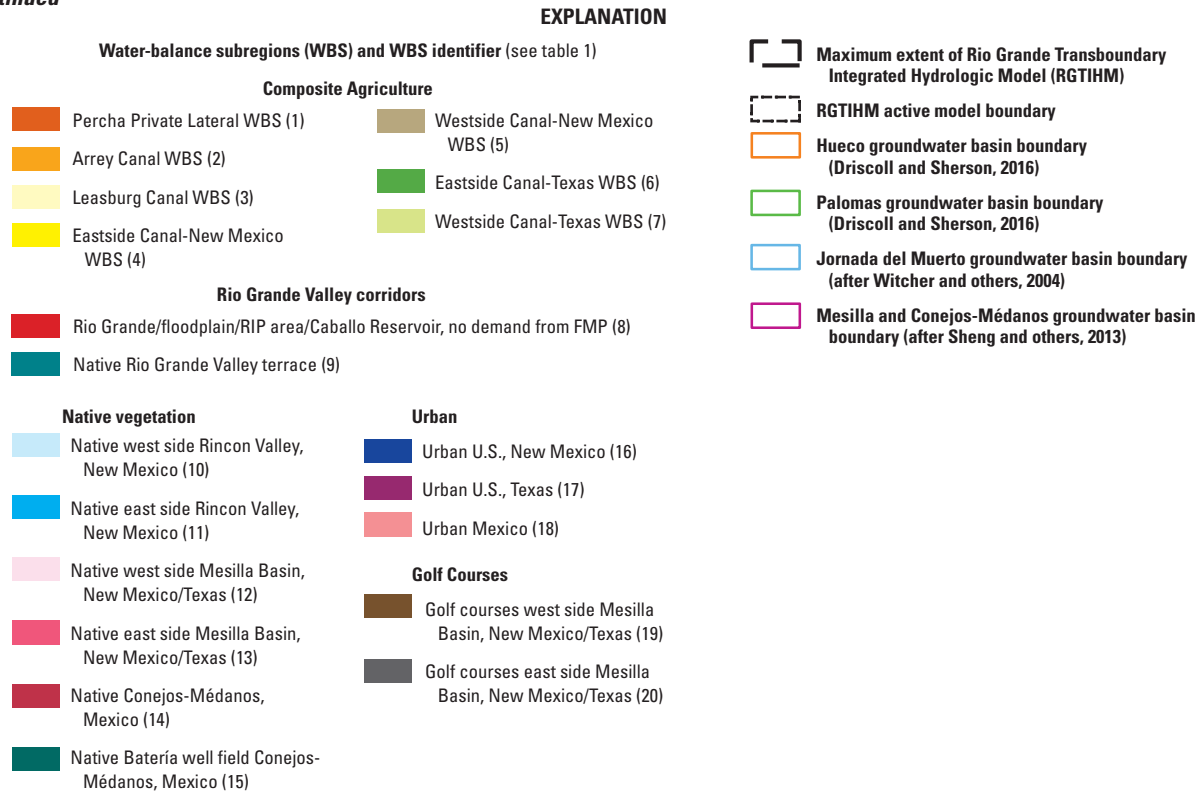 EXPLANATION
Water-balance subregions (WBS) and WBS identifier (see table 1)
Composite Agriculture
Percha Private Lateral WBS (1)
Arrey Canal WBS (2)
Leasburg Canal WBS (3)
Eastside Canal-New Mexico
WBS (4)
Westside Canal-New Mexico
WBS (5)
Eastside Canal-Texas WBS (6)
Westside Canal-Texas WBS (7)
Rio Grande Valley corridors
Rio Grande/floodplain/RIP area/Caballo Reservoir, no demand from FMP (8)
Native Rio Grande Valley terrace (9)
Native vegetation
Native west side Rincon Valley,
New Mexico (10)
Native east side Rincon Valley,
New Mexico (11)
Native west side Mesilla Basin,
New Mexico/Texas (12)
Native east side Mesilla Basin,
New Mexico/Texas (13)
Native Conejos-Médanos,
Mexico (14)
Native Batería well field Conejos-
Médanos, Mexico (15)
Urban
Urban U.S., New Mexico (16)
Urban U.S., Texas (17)
Urban Mexico (18)
Golf Courses
Golf courses west side Mesilla
Basin, New Mexico/Texas (19)
Golf courses east side Mesilla
Basin, New Mexico/Texas (20)
Maximum extent of Rio Grande Transboundary
Integrated Hydrologic Model (RGTIHM)
RGTIHM active model boundary
Hueco groundwater basin boundary
(Driscoll and Sherson, 2016)
Palomas groundwater basin boundary
(Driscoll and Sherson, 2016)
Jornada del Muerto groundwater basin boundary
(after Witcher and others, 2004)
Mesilla and Conejos-Médanos groundwater basin
boundary (after Sheng and others, 2013)